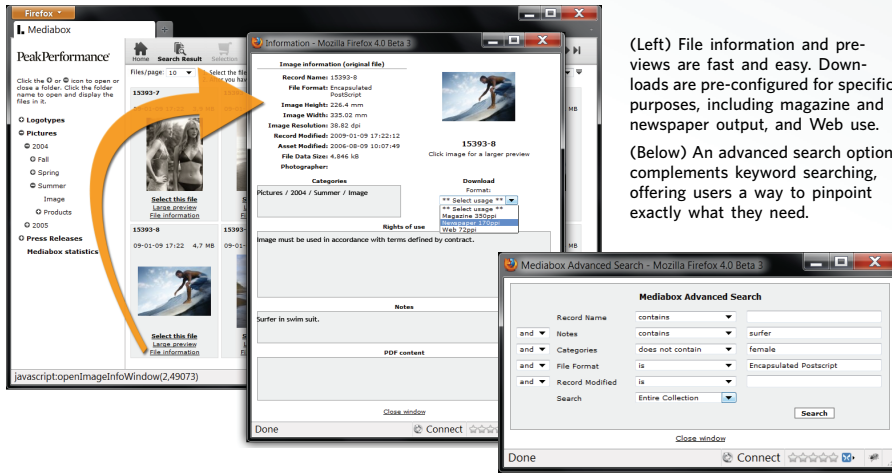 Firefox
Mediabox
PeakPerformance
Home Search Result Selection
Click the or icon to open or
close a folder. Click the folder
name to open and display the
files in it.
Logotypes
Pictures
2004
Fall
Spring
Summer
Image
Products
2005
Press Releases
Mediabox statistics
Files/page: 10 Select the file
15393-7
Select this file
Large preview
File information
15393-8 15393-
09-01-09 17:22 4.7 MB 09-01-
MB
MB
Select this file
Large preview
File information
javascript:openImageInfoWindow(2,49073)
Information - Mozilla Firefox 4.0 Beta 3
Image information (original file)
Record Name: 15393-8
File Format: Encapsulated
PostScript
Image Height: 226.4 mm
Image Width: 335.02 mm
Image Resolution: 38.82 dpi
Record Modified: 2009-01-09 17:22:12
Asset Modified: 2006-08-09 10:07:49
File Data Size: 4,846 kB
Photographer:
15393-8
Click image for a larger preview
Categories
Pictures / 2004 / Summer / Image
Download
Format:
** Select usage **
** Select usage **
Magazine 350ppi
Newspaper 170ppi
Web 72ppi
Rights of use
Image must be used in accordance with terms defined by contract.
Notes
Surfer in swim suit.
PDF content
Close window
Done Connect
(Left) File information and pre-
views are fast and easy. Down-
loads are pre-configured for specific
purposes, including magazine and
newspaper output, and Web use.
(Below) An advanced search option
complements keyword searching,
offering users a way to pinpoint
exactly what they need.
Mediabox Advanced Search - Mozilla Firefox 4.0 Beta 3
Mediabox Advanced Search
Record Name contains
and Notes contains surfer
and Categories does not contain female
and File Format is Encapsulated Postscript
and Record Modified is
Search Entire Collection
Search
Close window
Done Connect